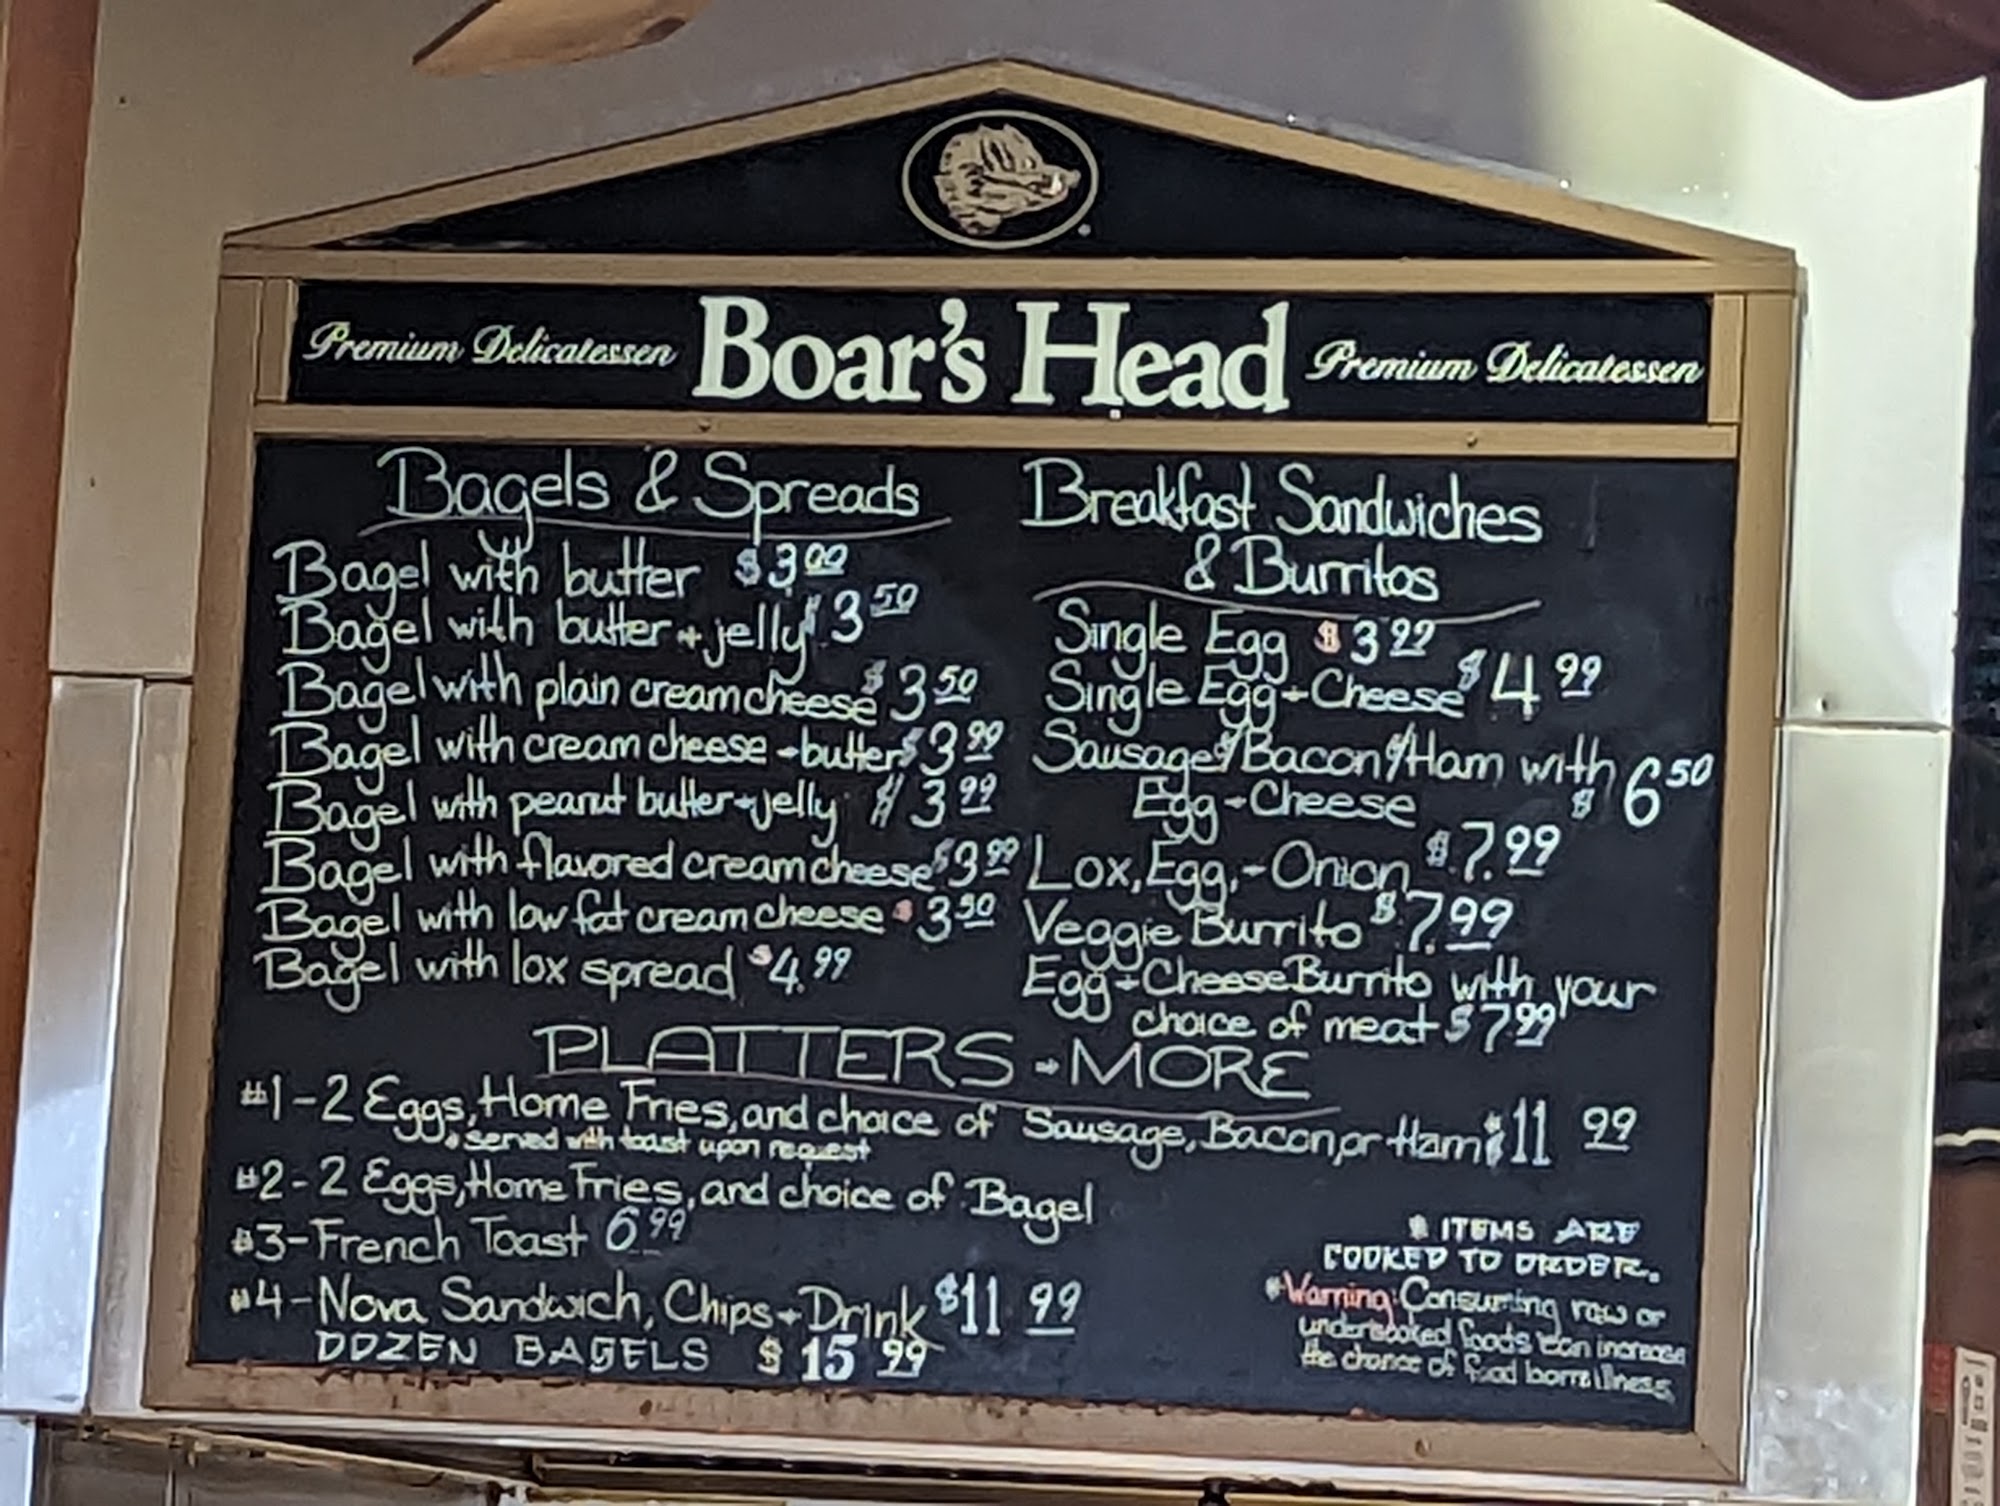 Premium Delicatessen Boar's Head Premium Delicatessen
Bagels & Spreads
Bagel with butter $3.00
Bagel with butter + jelly $3.50
Bagel with plain cream cheese $3.50
Bagel with cream cheese + butter $3.99
Bagel with peanut butter + jelly $3.99
Bagel with flavored cream cheese $3.99
Bagel with low fat cream cheese $3.50
Bagel with lox spread $4.99
Breakfast Sandwiches
& Burritos
Single Egg $3.99
Single Egg + Cheese $4.99
Sausage/Bacon/Ham with
Egg + Cheese $6.50
Lox, Egg, + Onion $7.99
Veggie Burrito $7.99
Egg + Cheese Burrito with your
choice of meat $7.99
PLATTERS + MORE
#1-2 Eggs, Home Fries, and choice of Sausage, Bacon, or Ham $11.99
* served with toast upon request
#2-2 Eggs, Home Fries, and choice of Bagel
#3-French Toast 6.99
#4-Nova Sandwich, Chips + Drink $11.99
DOZEN BAGELS $15.99
ITEMS ARE
COOKED TO ORDER.
*Warning: Consuming raw or
undercooked foods can increase
the chance of food borne illness.